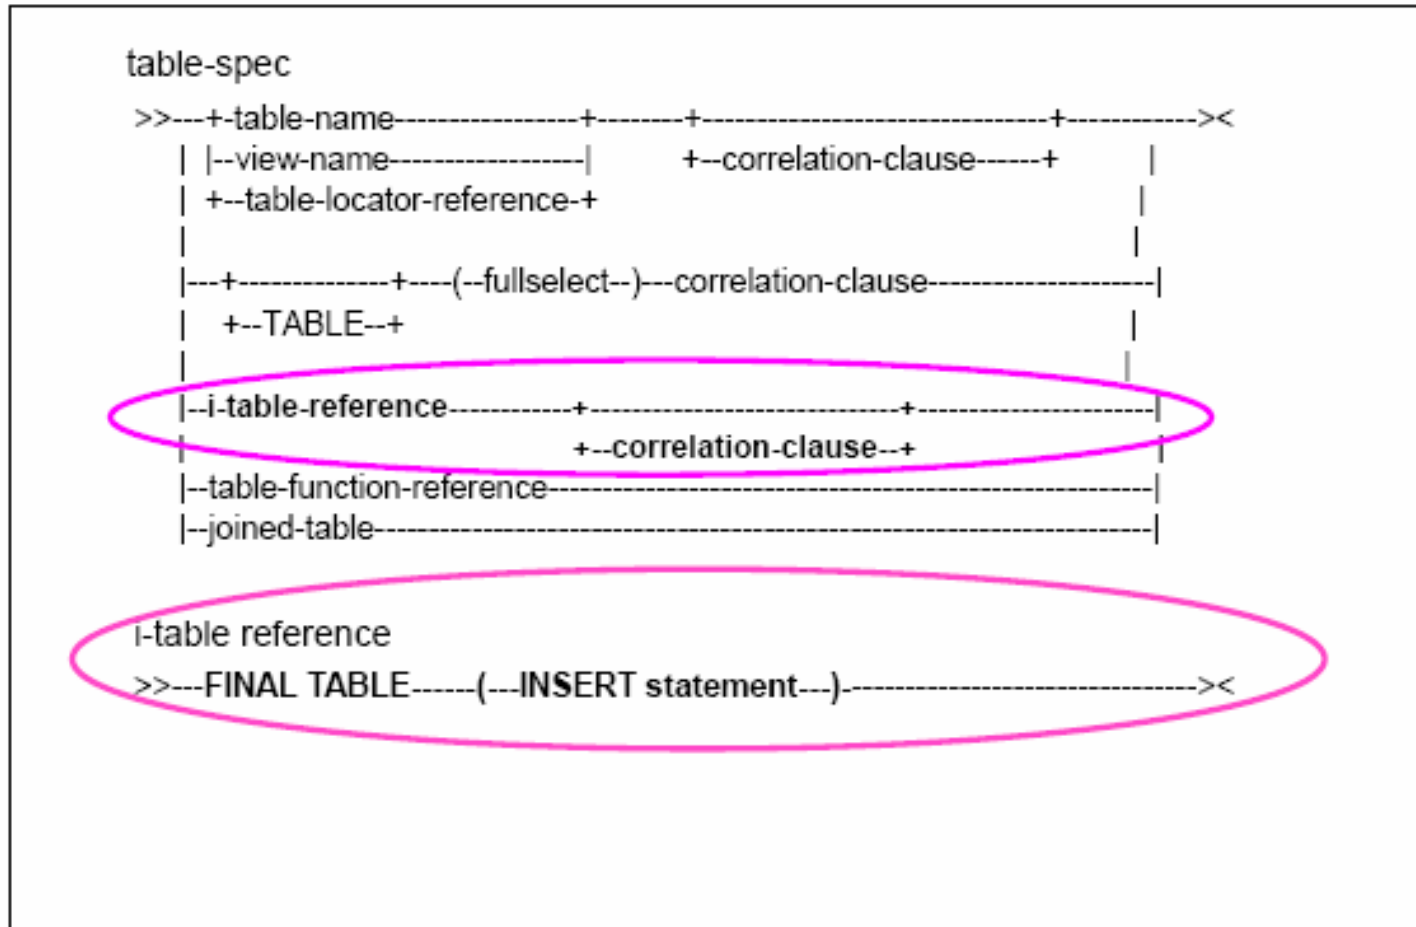 table-spec
>>---+-table-name-----------------+--------+-------------------------------+------------><
| |--view-name------------------| +--correlation-clause------+ |
| +--table-locator-reference-+ |
| |
|---+--------------+----(--fullselect--)---correlation-clause----------------------|
| +--TABLE--+ |
| |
|--i-table-reference------------+----------------------------+----------------------|
| +--correlation-clause--+ |
|--table-function-reference------------------------------------------------------------|
|--joined-table-----------------------------------------------------------------------------|
i-table reference
>>---FINAL TABLE------(---INSERT statement---)-----------------------------------><